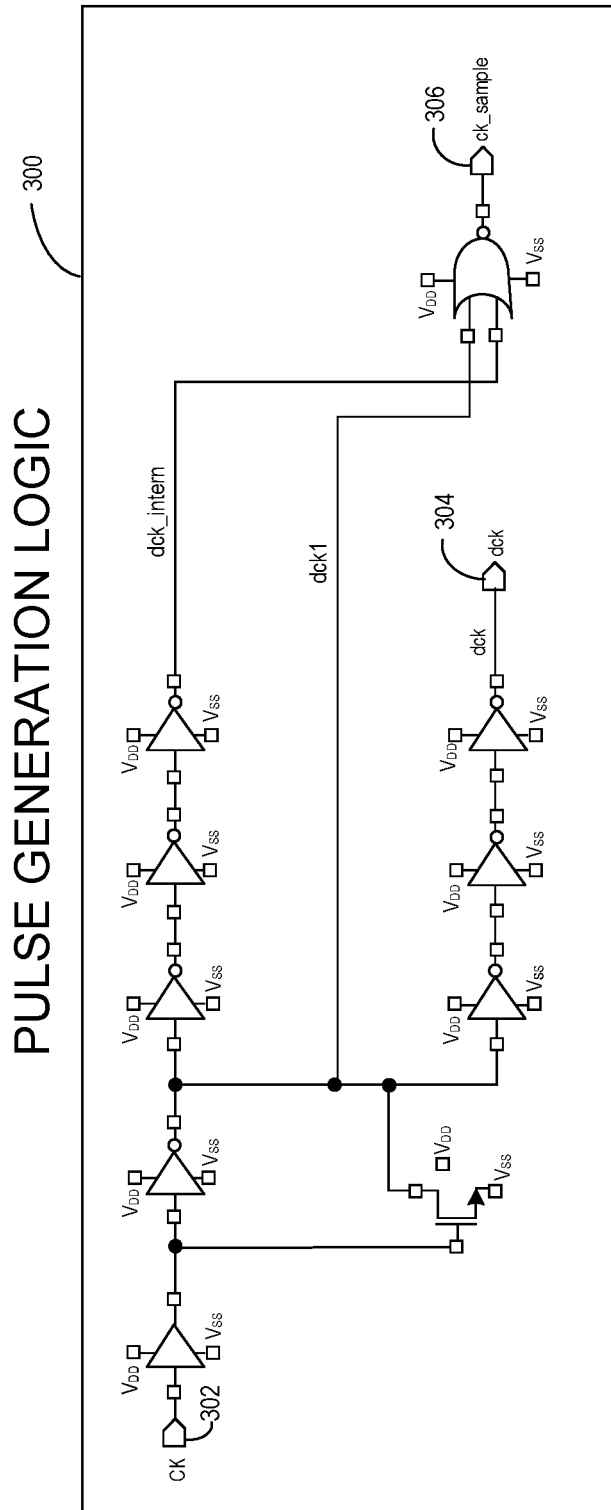 PULSE GENERATION LOGIC
300
CK
302
VDD
VSS
VDD
VSS
VDD
VSS
VDD
VSS
VDD
VSS
dck_intern
dck1
VDD
VSS
VDD
VSS
VDD
VSS
VDD
VSS
dck
304
dck
VDD
VSS
306
ck_sample